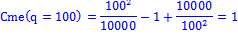 Cme(q = 100) = 100²/10000 − 1 + 10000/100² = 1